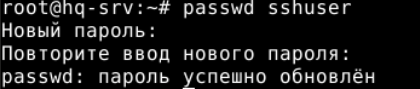 root@hq-srv:~# passwd sshuser
Новый пароль:
Повторите ввод нового пароля:
passwd: пароль успешно обновлён